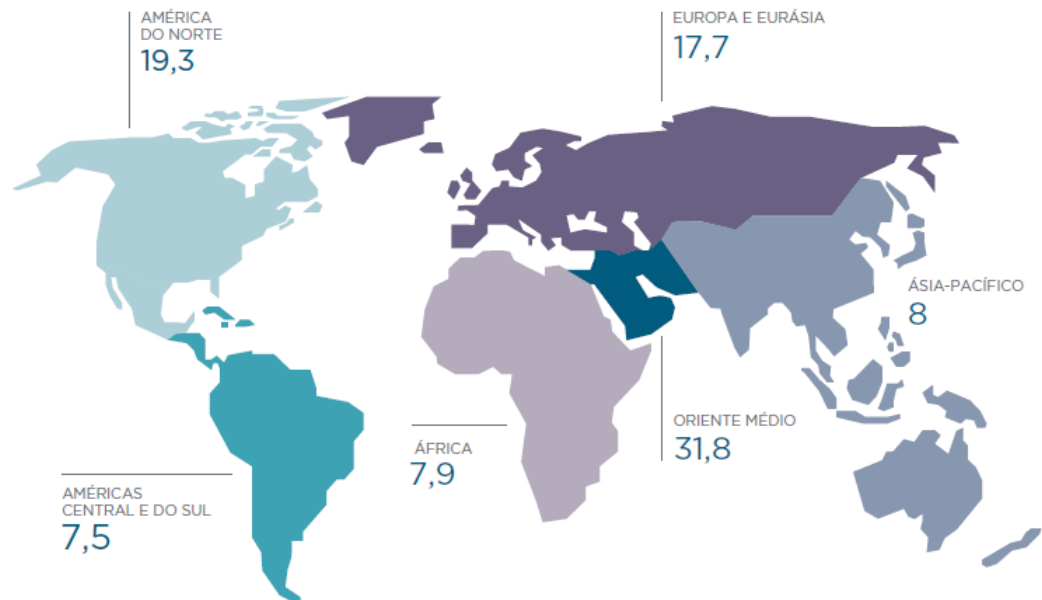 AMÉRICA
DO NORTE
19,3
EUROPA E EURÁSIA
17,7
ÁSIA-PACÍFICO
8
ORIENTE MÉDIO
31,8
ÁFRICA
7,9
AMÉRICAS
CENTRAL E DO SUL
7,5